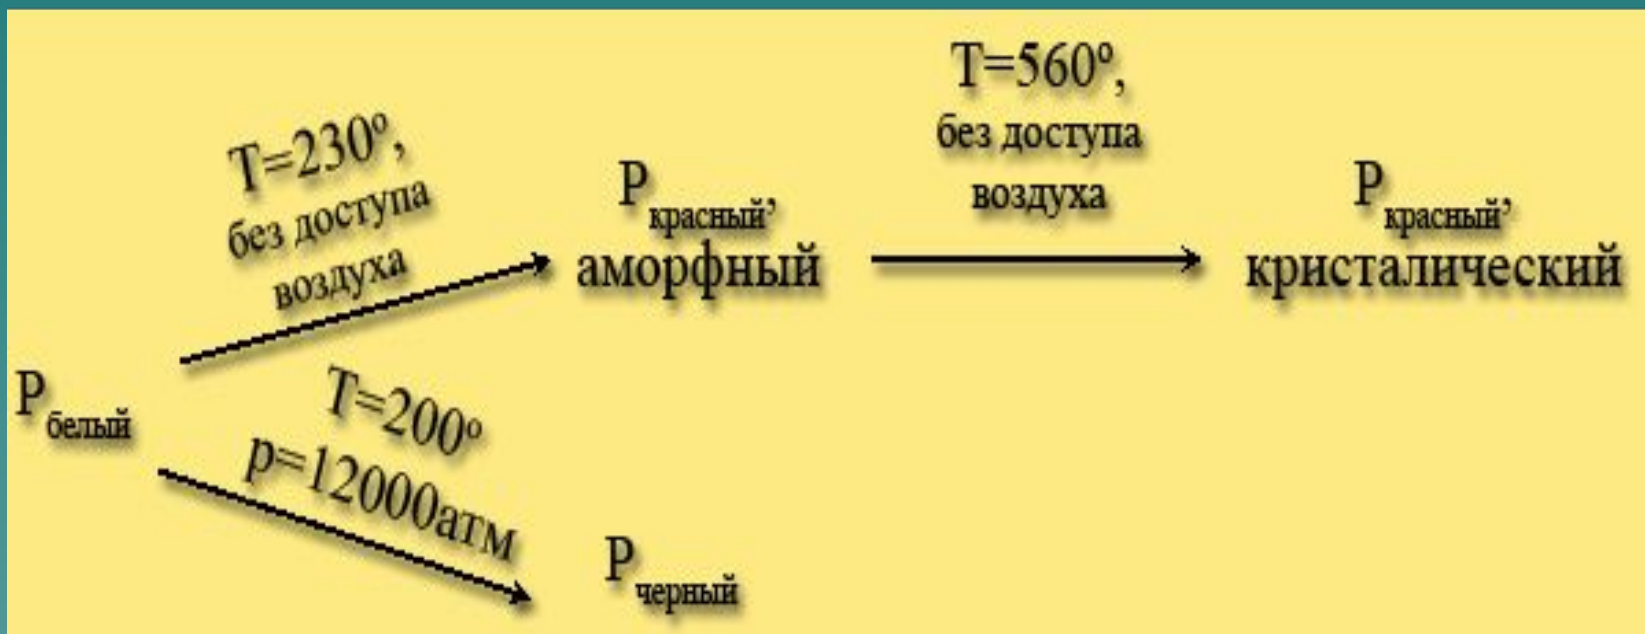 T=230º,
без доступа
воздуха
Pкрасный,
аморфный
T=560º,
без доступа
воздуха
Pкрасный,
кристалический
Pбелый
T=200º
p=12000атм
Pчерный